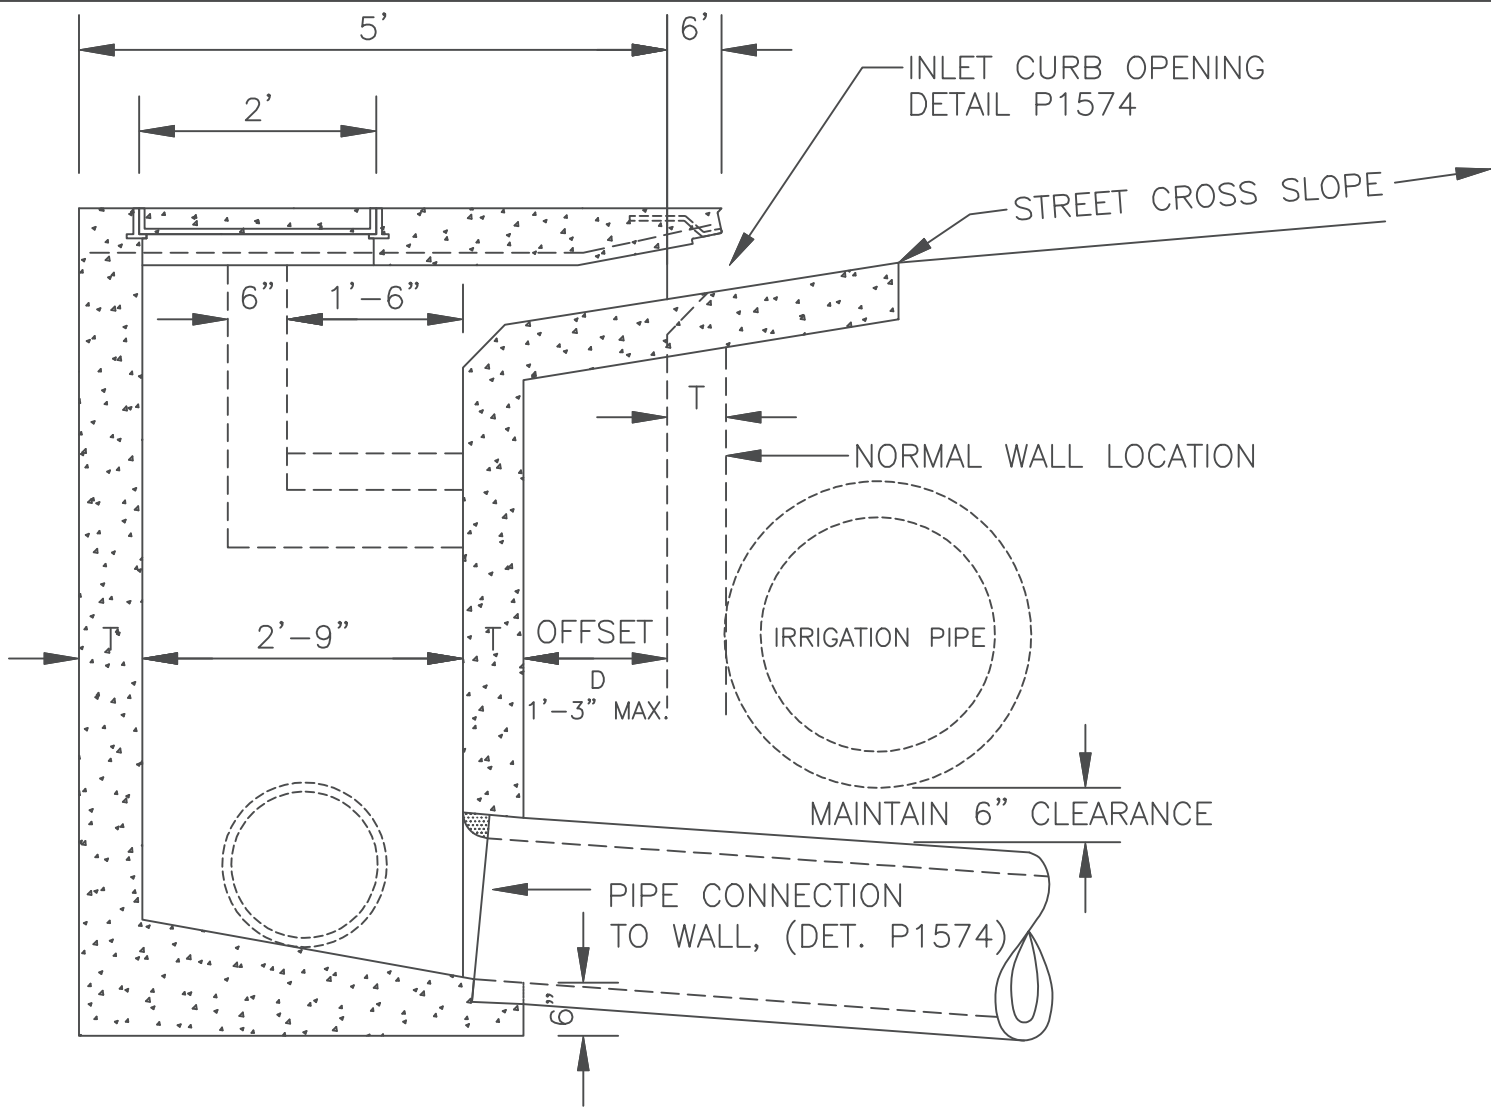 5' 6'
2'
INLET CURB OPENING
DETAIL P1574
STREET CROSS SLOPE
6" 1'-6"
T
NORMAL WALL LOCATION
T 2'-9" T OFFSET
D
1'-3" MAX.
IRRIGATION PIPE
MAINTAIN 6" CLEARANCE
PIPE CONNECTION
TO WALL, (DET. P1574)
6"